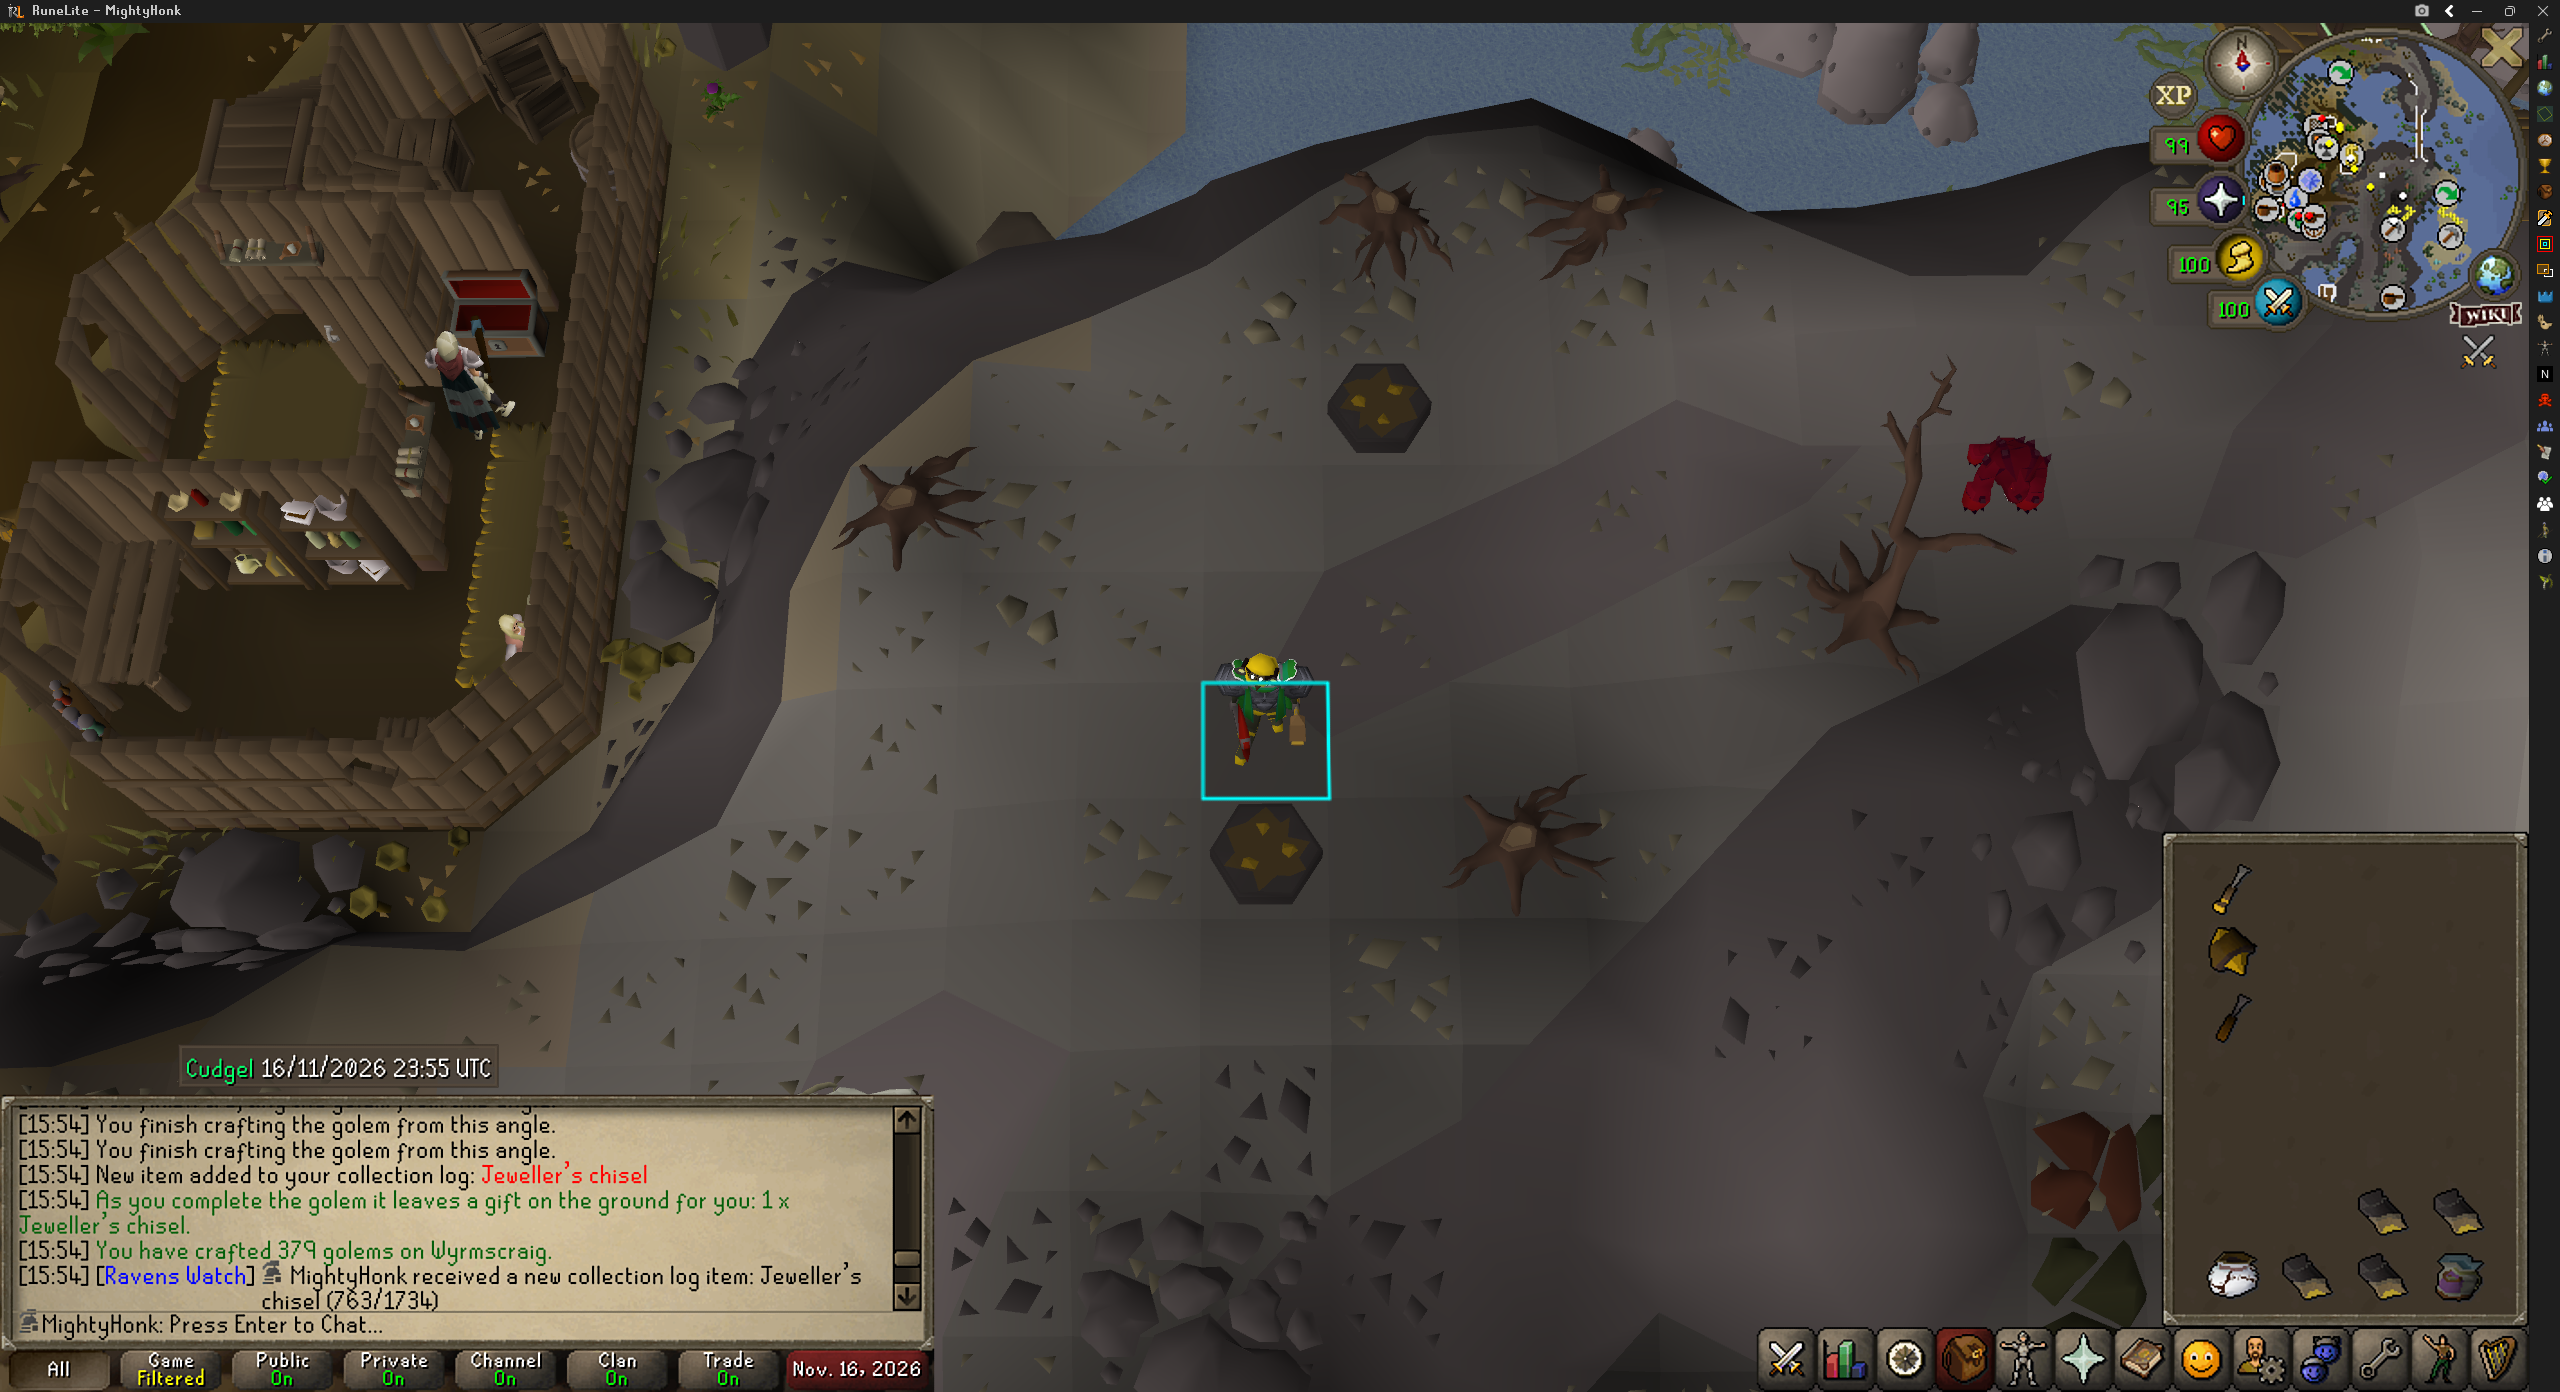 RuneLite - MightyHonk
N
XP
99
95
100
100
WIKI
N
Cudgel 16/11/2026 23:55 UTC
[15:54] You finish crafting the golem from this angle.
[15:54] You finish crafting the golem from this angle.
[15:54] New item added to your collection log: Jeweller's chisel
[15:54] As you complete the golem it leaves a gift on the ground for you: 1 x
Jeweller's chisel.
[15:54] You have crafted 379 golems on Wyrmscraig.
[15:54] [Ravens Watch] MightyHonk received a new collection log item: Jeweller's
chisel (763/1734)
MightyHonk: Press Enter to Chat...
All
Game
Filtered
Public
On
Private
On
Channel
On
Clan
On
Trade
On
Nov. 16, 2026